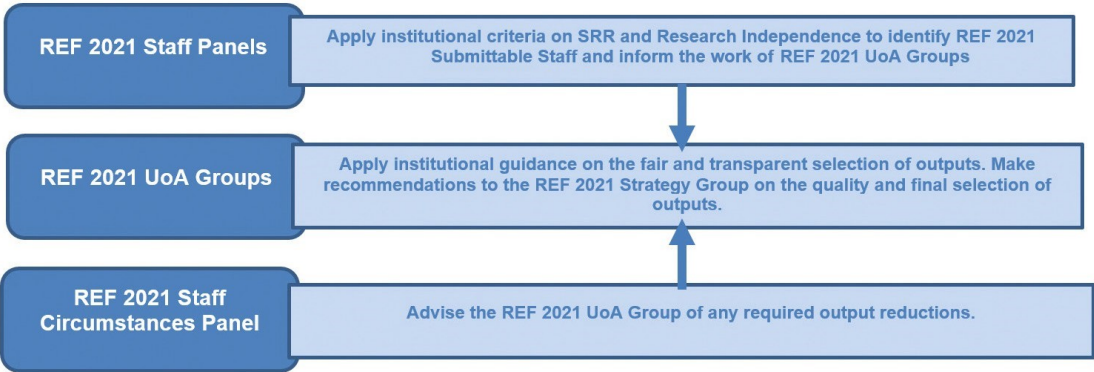 REF 2021 Staff Panels
Apply institutional criteria on SRR and Research Independence to identify REF 2021
Submittable Staff and inform the work of REF 2021 UoA Groups
REF 2021 UoA Groups
Apply institutional guidance on the fair and transparent selection of outputs. Make
recommendations to the REF 2021 Strategy Group on the quality and final selection of
outputs.
REF 2021 Staff
Circumstances Panel
Advise the REF 2021 UoA Group of any required output reductions.